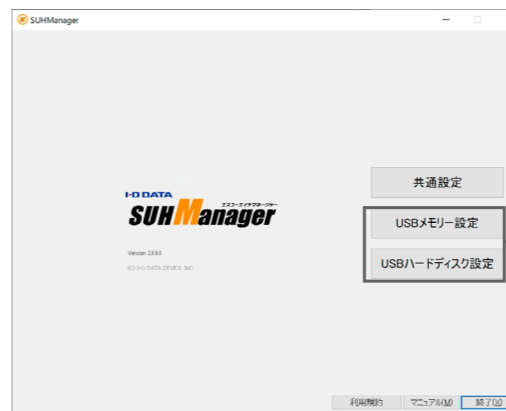 SUHManager
I-O DATA
エスユーエイチマネージャー
SUH Manager
Version 2.8.9.0
(C) I-O DATA DEVICE, INC.
共通設定
USBメモリー設定
USBハードディスク設定
利用規約
マニュアル(M)
終了(X)